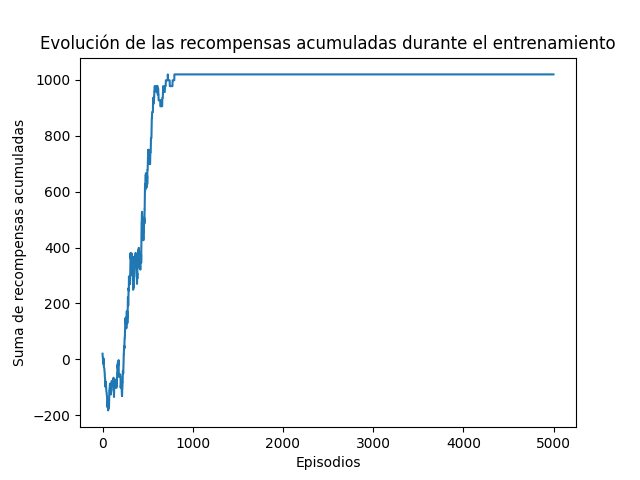 Evolución de las recompensas acumuladas durante el entrenamiento
1000
800
600
400
200
0
−200
Suma de recompensas acumuladas
0 1000 2000 3000 4000 5000
Episodios